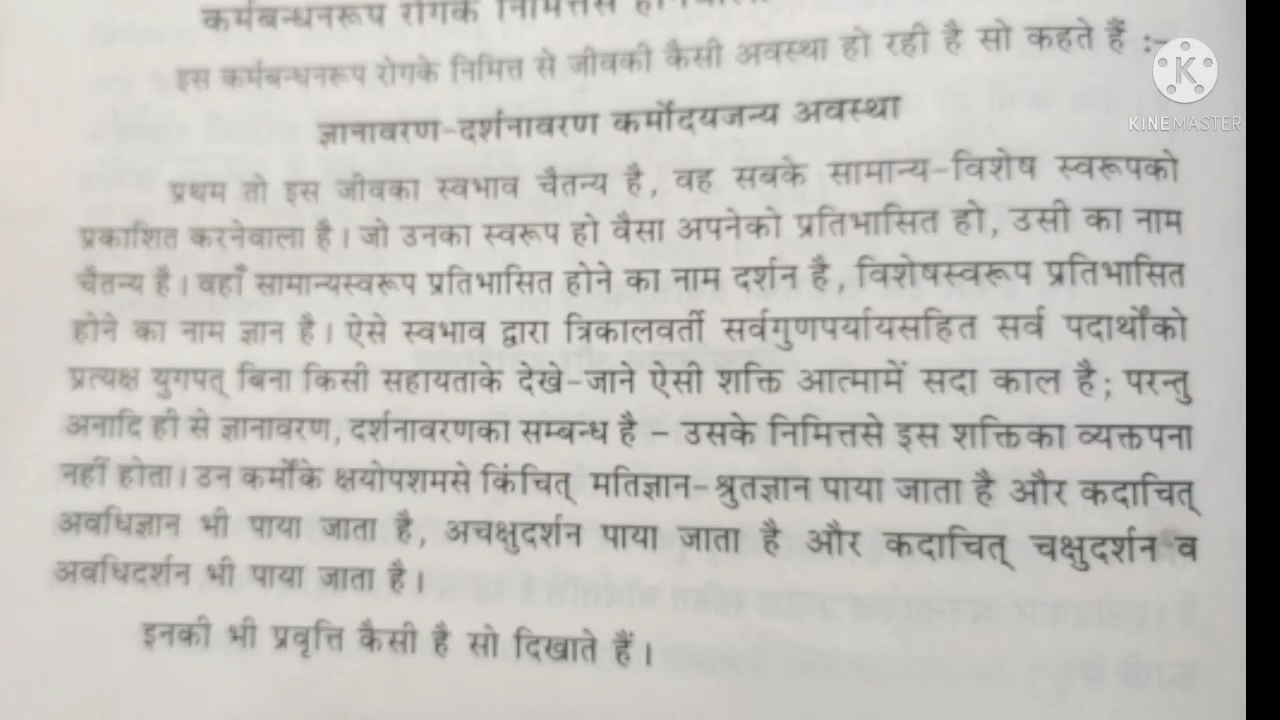 कर्मबन्धनरूप रोगके निमित्तसे
इस कर्मबन्धनरूप रोगके निमित्त से जीवकी कैसी अवस्था हो रही है सो कहते हैं :-
KINEMASTER
ज्ञानावरण-दर्शनावरण कर्मोदयजन्य अवस्था
प्रथम तो इस जीवका स्वभाव चैतन्य है, वह सबके सामान्य-विशेष स्वरूपको
प्रकाशित करनेवाला है। जो उनका स्वरूप हो वैसा अपनेको प्रतिभासित हो, उसी का नाम
चैतन्य है। वहाँ सामान्यस्वरूप प्रतिभासित होने का नाम दर्शन है, विशेषस्वरूप प्रतिभासित
होने का नाम ज्ञान है। ऐसे स्वभाव द्वारा त्रिकालवर्ती सर्वगुणपर्यायसहित सर्व पदार्थोंको
प्रत्यक्ष युगपत् बिना किसी सहायताके देखे-जाने ऐसी शक्ति आत्मामें सदा काल है; परन्तु
अनादि ही से ज्ञानावरण, दर्शनावरणका सम्बन्ध है – उसके निमित्तसे इस शक्तिका व्यक्तपना
नहीं होता। उन कर्मोंके क्षयोपशमसे किंचित् मतिज्ञान-श्रुतज्ञान पाया जाता है और कदाचित्
अवधिज्ञान भी पाया जाता है, अचक्षुदर्शन पाया जाता है और कदाचित् चक्षुदर्शन व
अवधिदर्शन भी पाया जाता है।
इनकी भी प्रवृत्ति कैसी है सो दिखाते हैं।